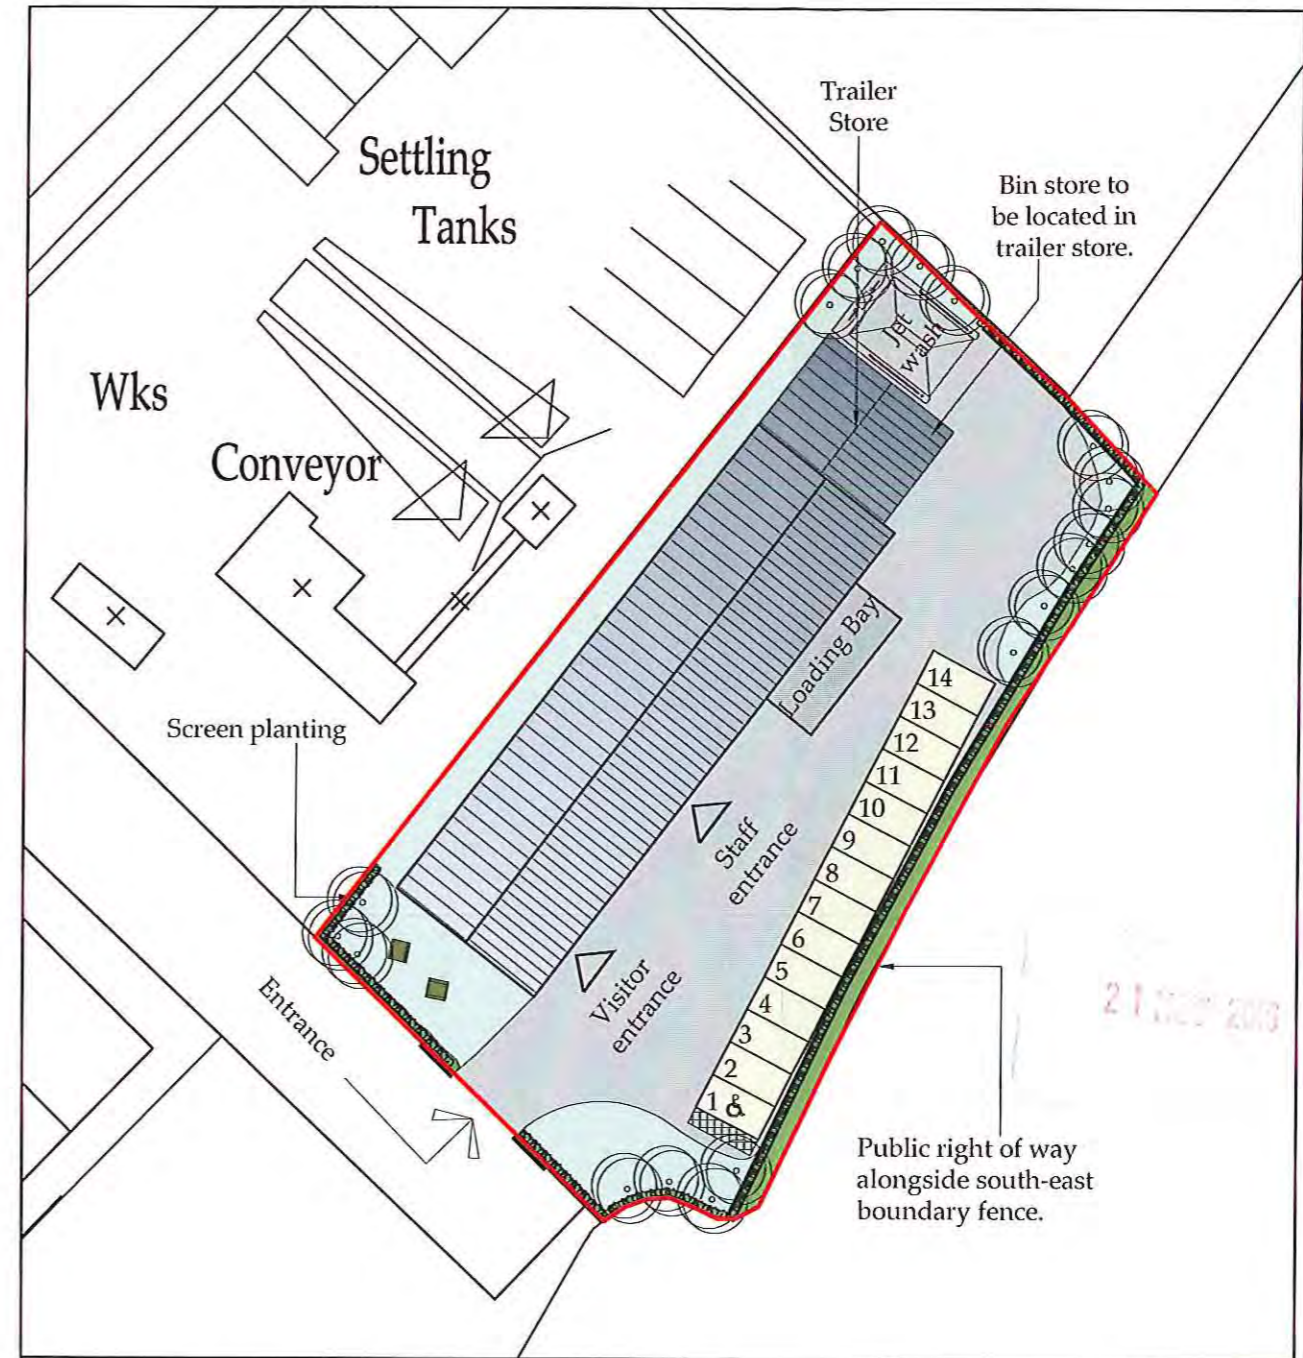 Trailer
Store
Settling
Tanks
Bin store to
be located in
trailer store.
Jet
wash
Wks
Conveyor
Loading Bay
14
13
12
11
10
9
8
7
6
5
4
3
2
1
Screen planting
Staff
entrance
Visitor
entrance
Entrance
Public right of way
alongside south-east
boundary fence.